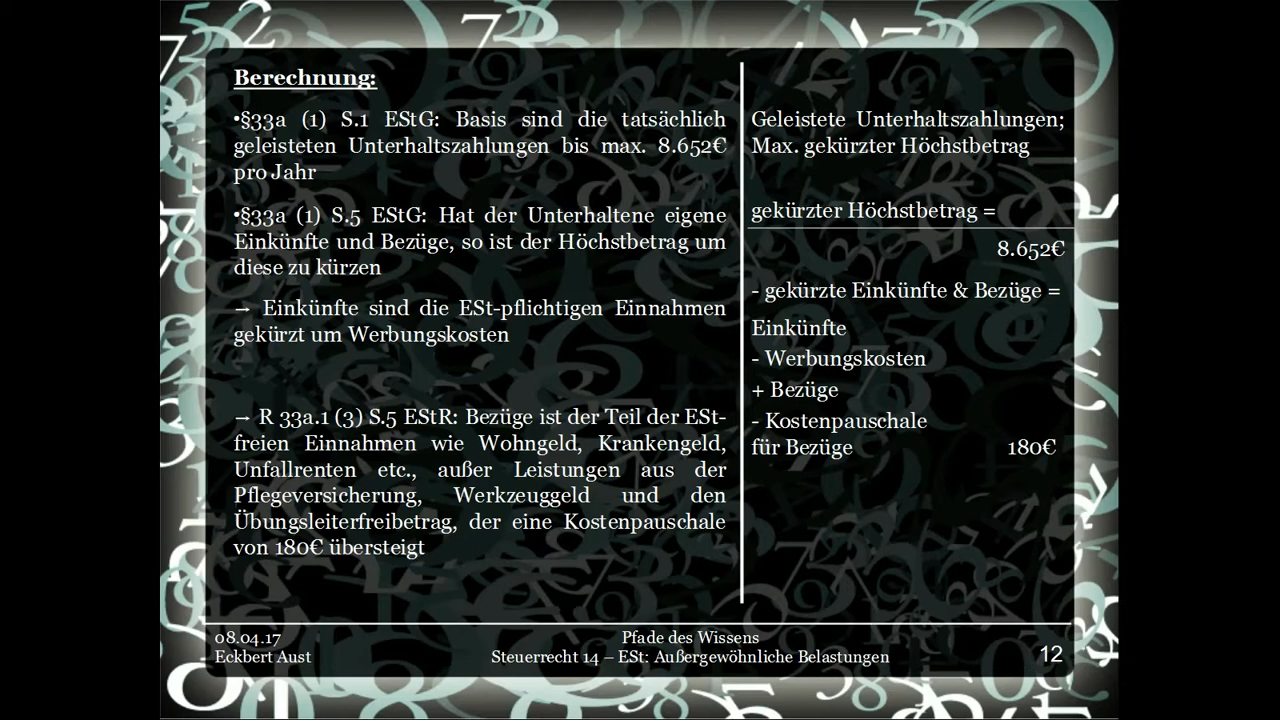 Berechnung:
•§33a (1) S.1 EStG: Basis sind die tatsächlich
geleisteten Unterhaltszahlungen bis max. 8.652€
pro Jahr
•§33a (1) S.5 EStG: Hat der Unterhaltene eigene
Einkünfte und Bezüge, so ist der Höchstbetrag um
diese zu kürzen
→ Einkünfte sind die ESt-pflichtigen Einnahmen
gekürzt um Werbungskosten
→ R 33a.1 (3) S.5 EStR: Bezüge ist der Teil der ESt-
freien Einnahmen wie Wohngeld, Krankengeld,
Unfallrenten etc., außer Leistungen aus der
Pflegeversicherung, Werkzeuggeld und den
Übungsleiterfreibetrag, der eine Kostenpauschale
von 180€ übersteigt
Geleistete Unterhaltszahlungen;
Max. gekürzter Höchstbetrag
gekürzter Höchstbetrag =
8.652€
- gekürzte Einkünfte & Bezüge =
Einkünfte
- Werbungskosten
+ Bezüge
- Kostenpauschale
für Bezüge 180€
08.04.17
Eckbert Aust
Pfade des Wissens
Steuerrecht 14 – ESt: Außergewöhnliche Belastungen
12